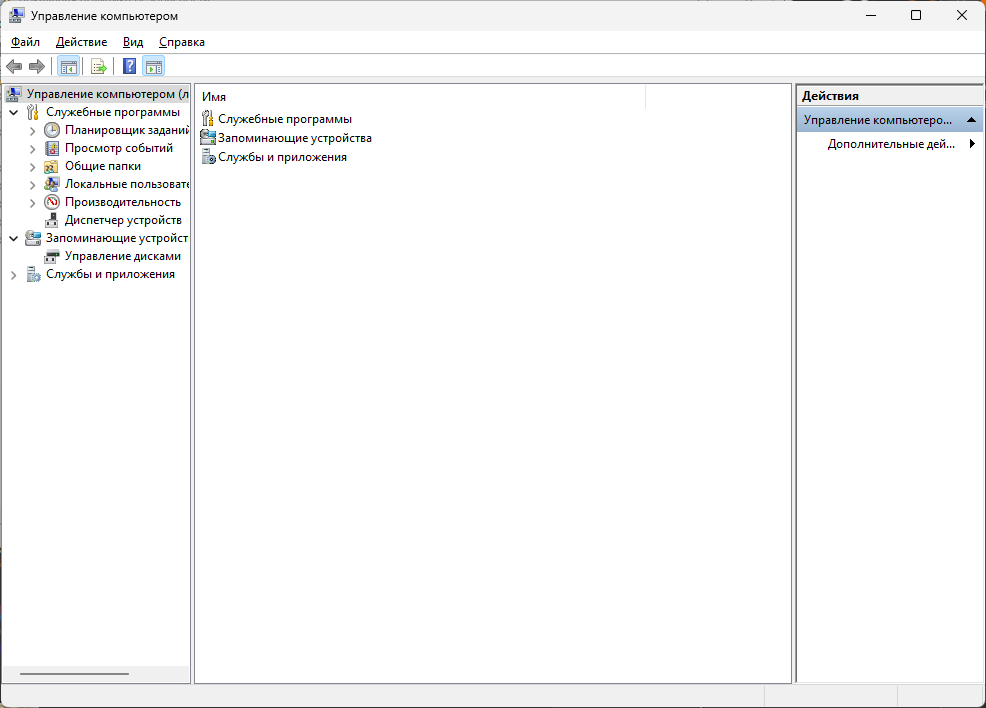 Управление компьютером
Файл Действие Вид Справка
Управление компьютером (л
Служебные программы
Планировщик заданий
Просмотр событий
Общие папки
Локальные пользовате
Производительность
Диспетчер устройств
Запоминающие устройст
Управление дисками
Службы и приложения
Имя
Служебные программы
Запоминающие устройства
Службы и приложения
Действия
Управление компьютеро...
Дополнительные дей...